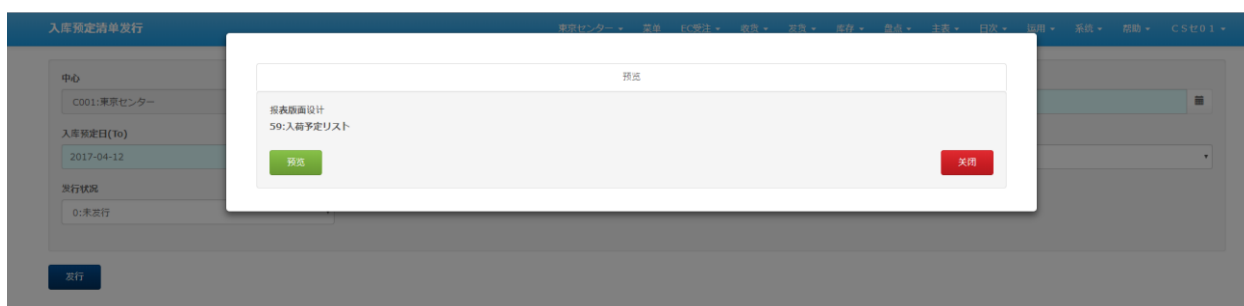 入库预定清单发行
東京センター 菜单 EC受注 收货 发货 库存 盘点 主表 日次 运用 系统 帮助 CSせ01
预览
中心
C001:東京センター
报表版面设计
59:入荷予定リスト
入库预定日(To)
2017-04-12
预览
关闭
发行状况
0:未发行
发行